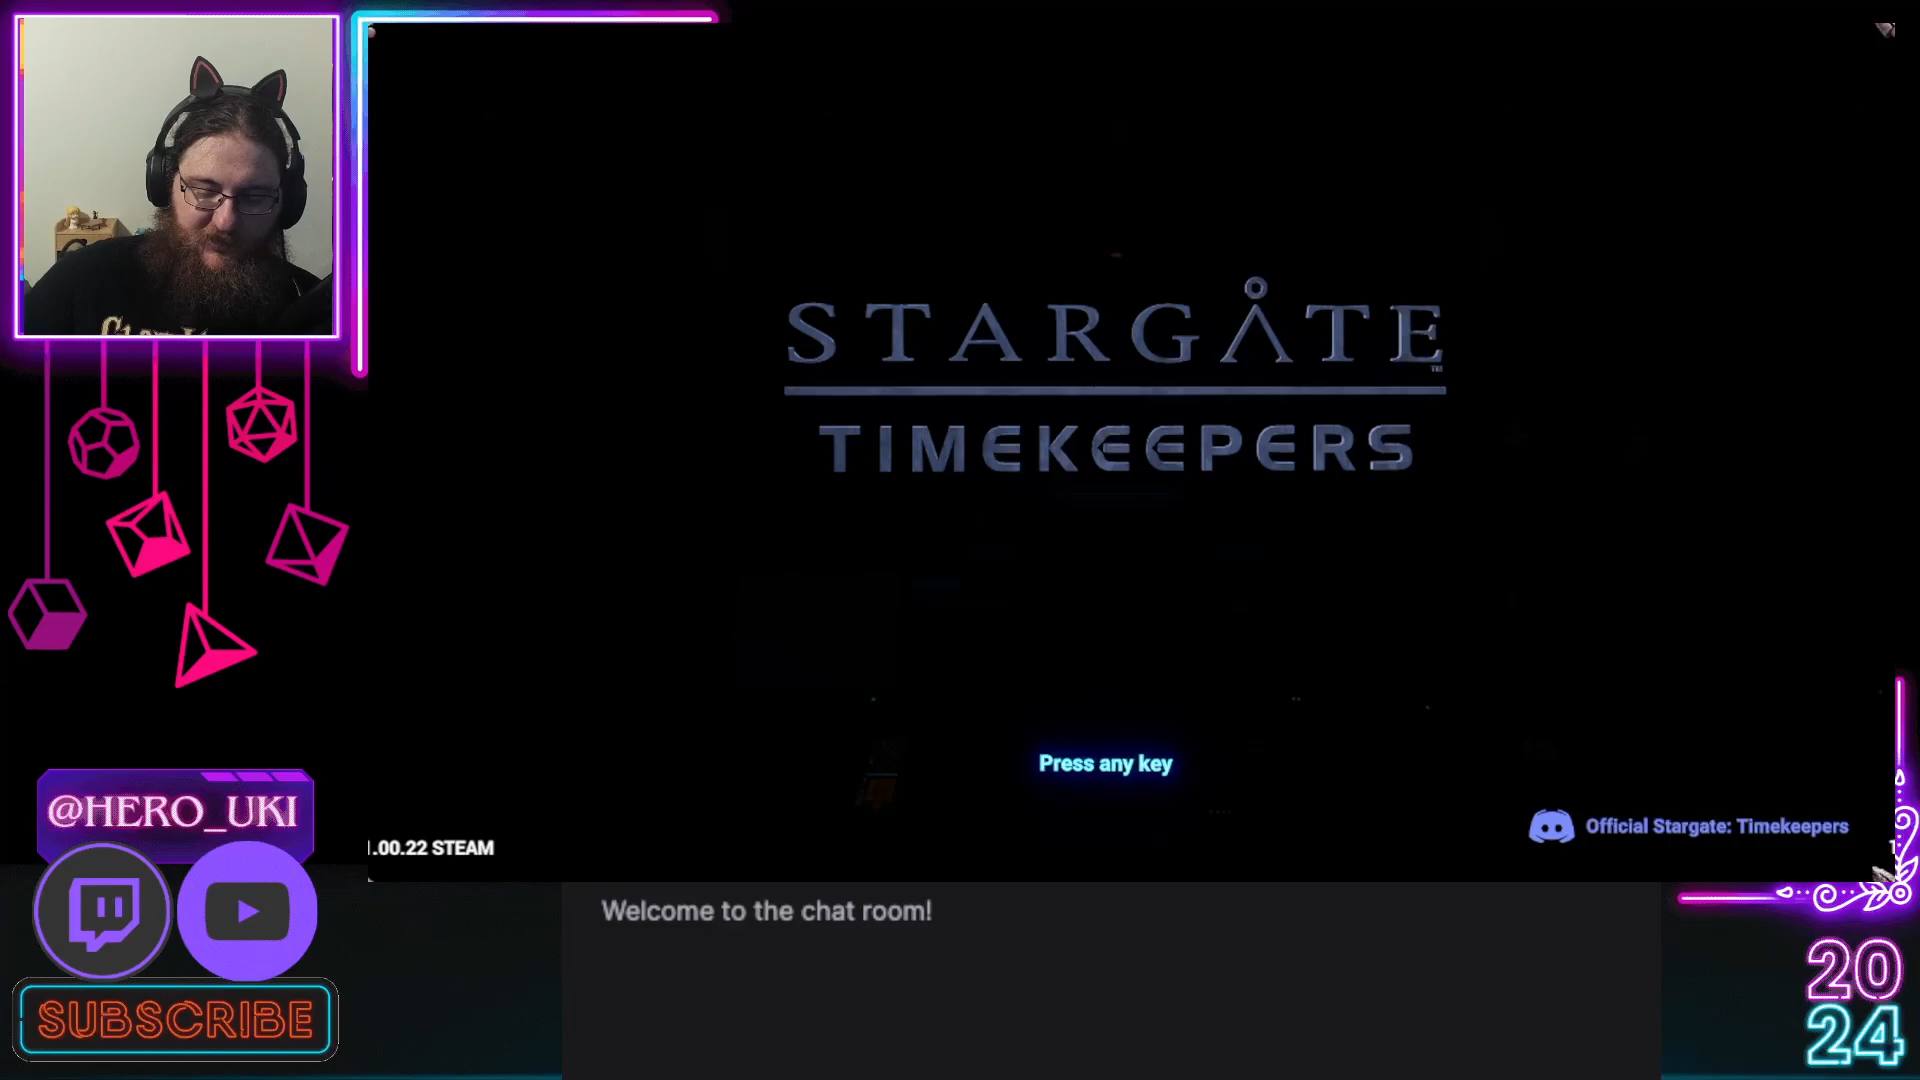 STARGATE
TM
TIMEKEEPERS
Press any key
Official Stargate: Timekeepers
.00.22 STEAM
@HERO_UKI
SUBSCRIBE
Welcome to the chat room!
20
24